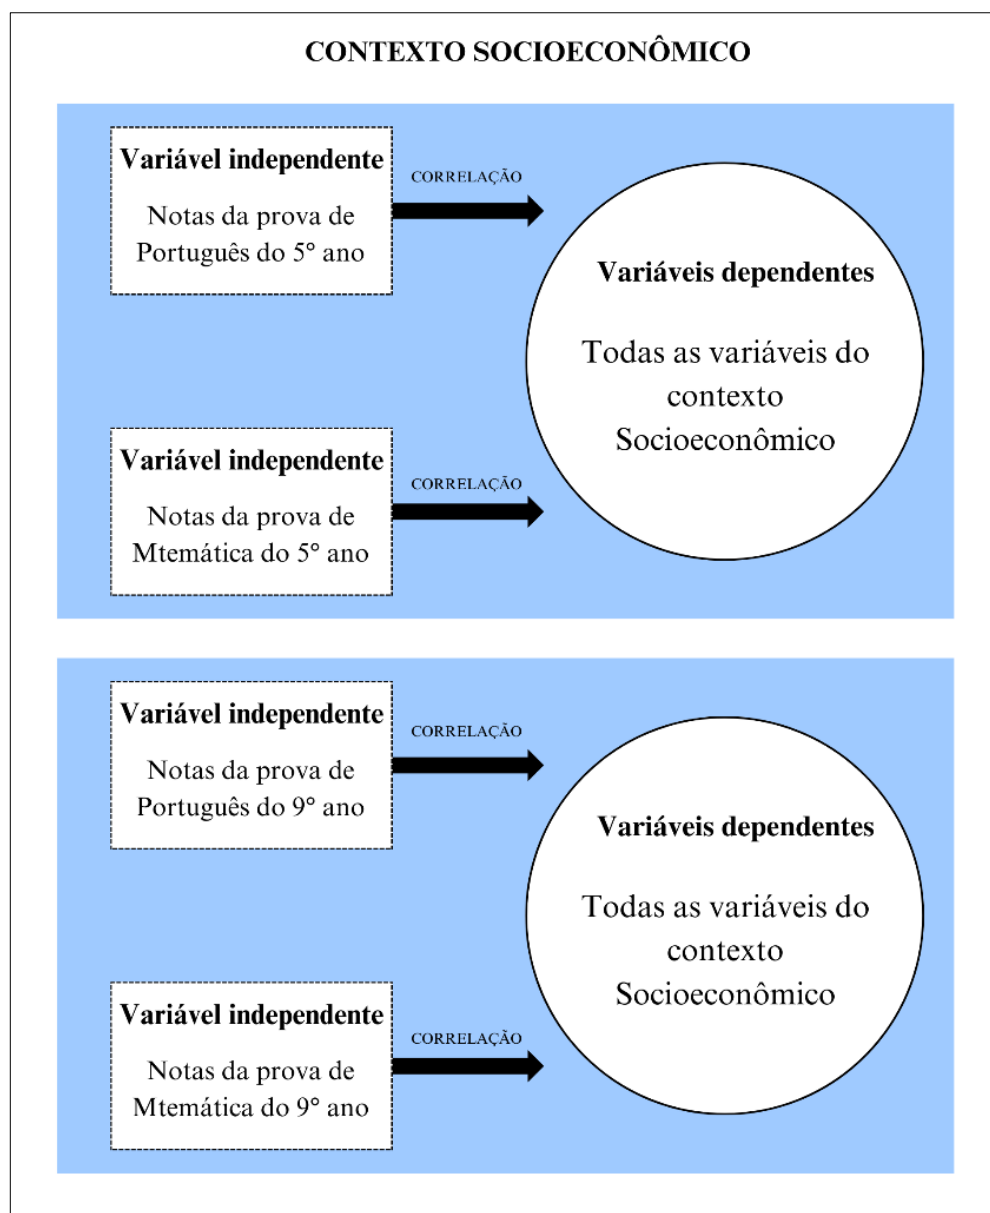 CONTEXTO SOCIOECONÔMICO
Variável independente
Notas da prova de
Português do 5° ano
CORRELAÇÃO
Variável independente
Notas da prova de
Mtemática do 5° ano
CORRELAÇÃO
Variáveis dependentes
Todas as variáveis do
contexto
Socioeconômico
Variável independente
Notas da prova de
Português do 9° ano
CORRELAÇÃO
Variável independente
Notas da prova de
Mtemática do 9° ano
CORRELAÇÃO
Variáveis dependentes
Todas as variáveis do
contexto
Socioeconômico